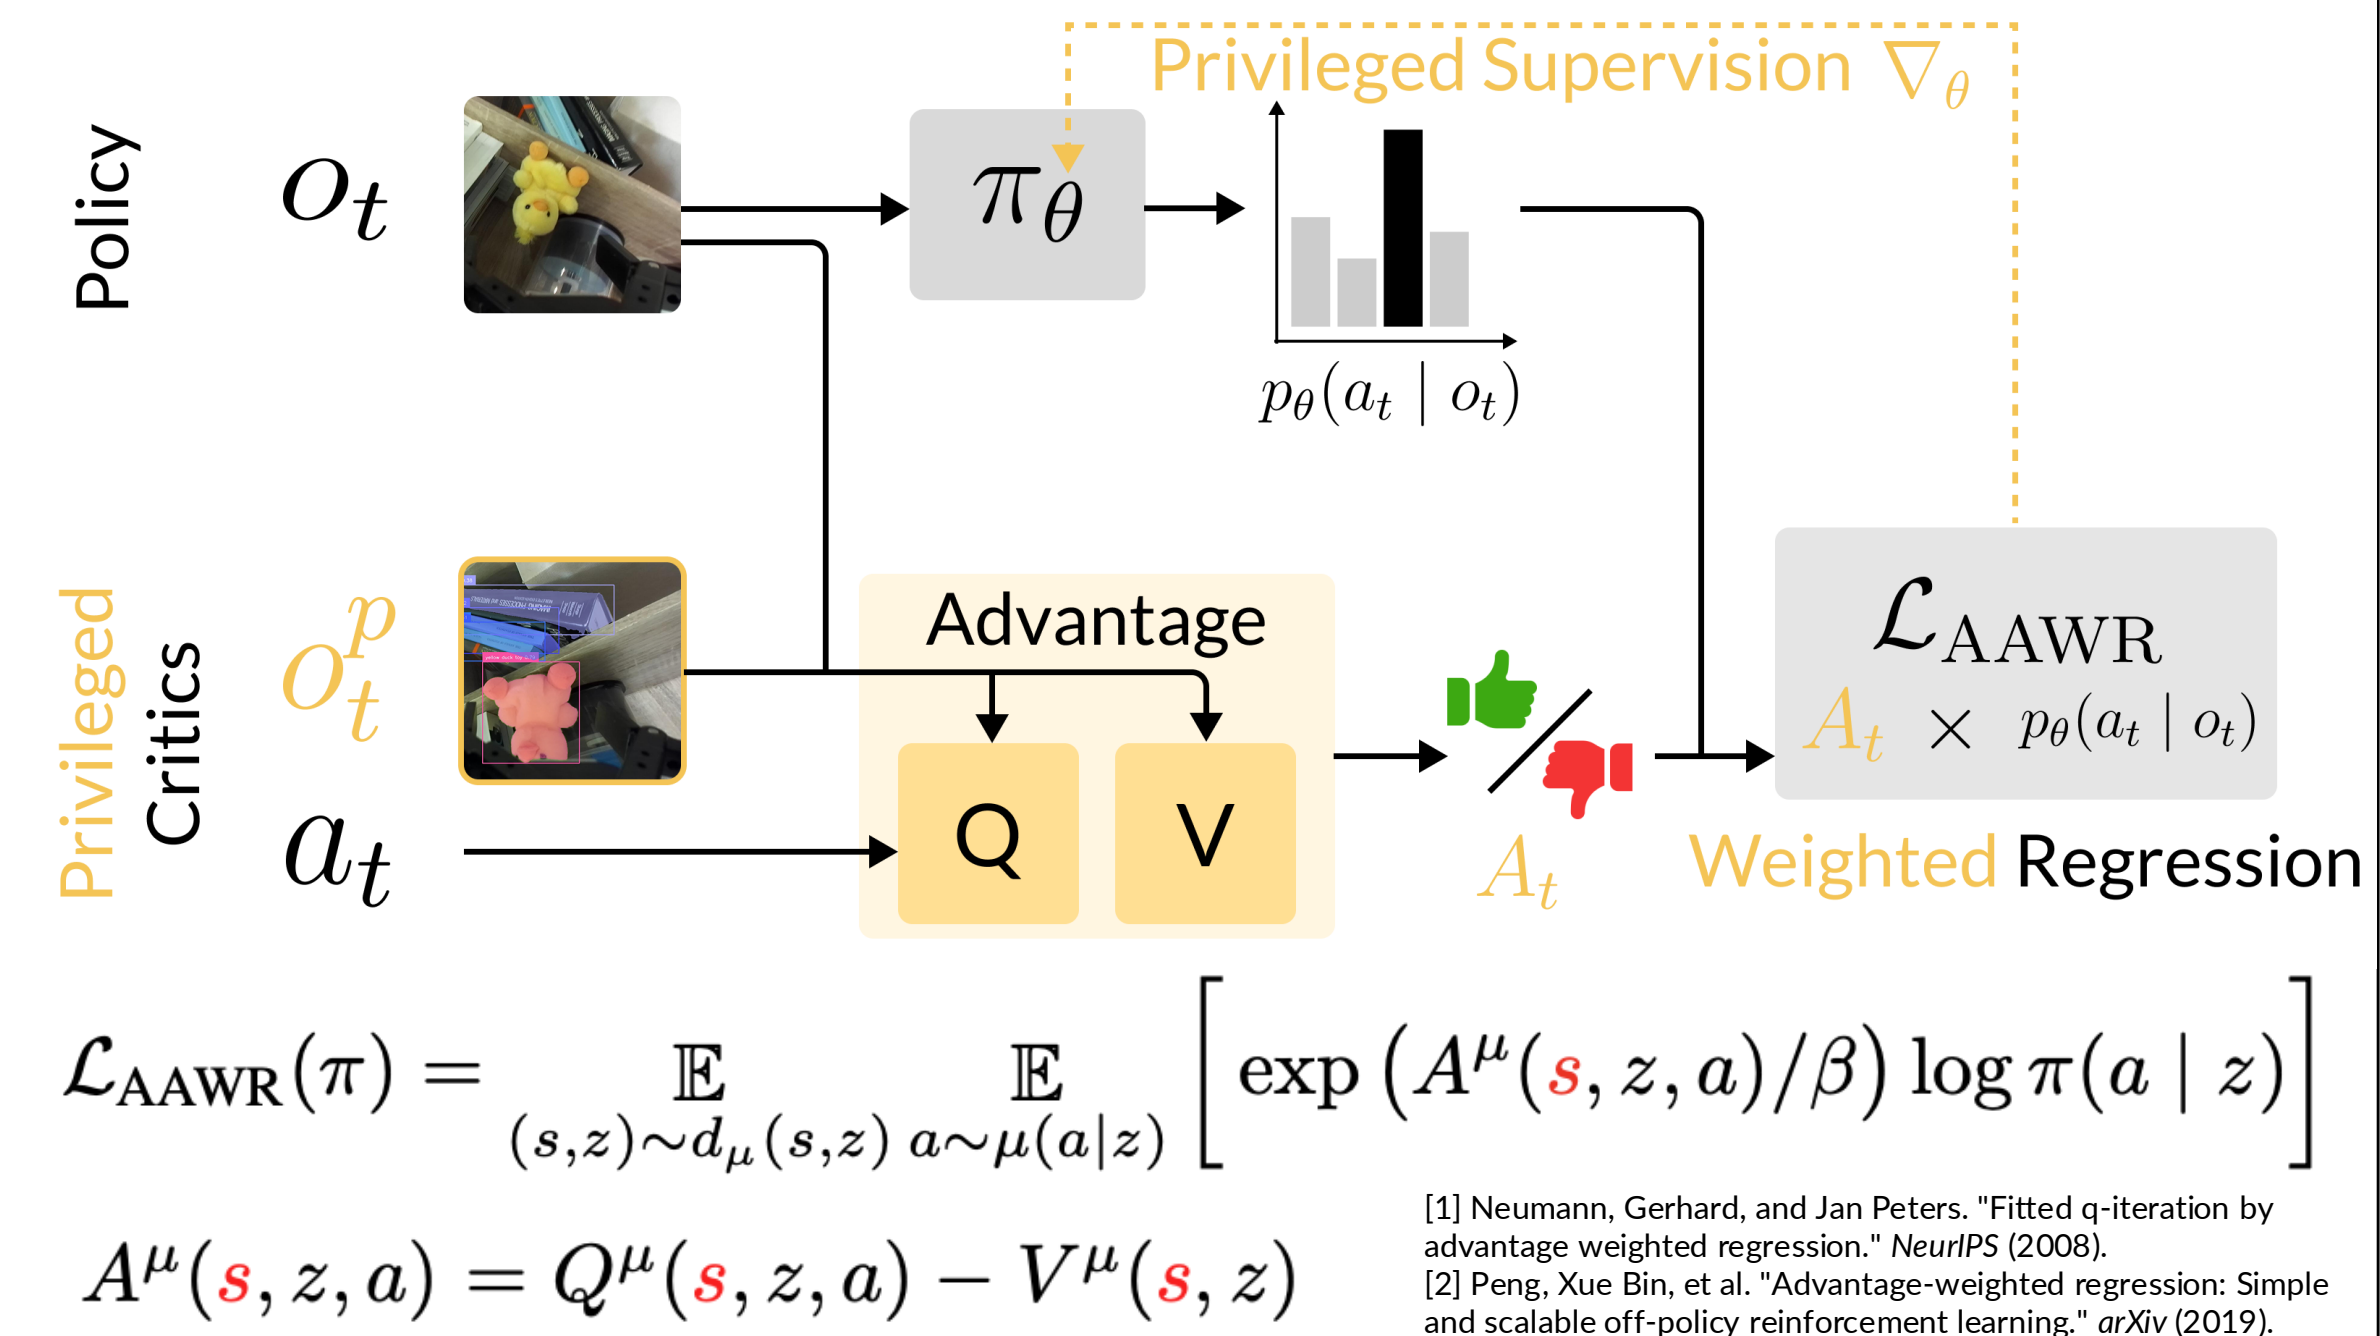 Privileged Supervision ∇θ
Policy
o_t
π_θ
p_θ(a_t | o_t)
Privileged
Critics
o_t^p
a_t
Advantage
Q
V
A_t
ℒ_AAWR
A_t × p_θ(a_t | o_t)
Weighted Regression
ℒ_AAWR(π) = 𝔼_{(s,z)∼d_μ(s,z)} 𝔼_{a∼μ(a|z)} [exp (A^μ(s, z, a)/β) log π(a | z)]
A^μ(s, z, a) = Q^μ(s, z, a) − V^μ(s, z)
[1] Neumann, Gerhard, and Jan Peters. "Fitted q-iteration by
advantage weighted regression." NeurIPS (2008).
[2] Peng, Xue Bin, et al. "Advantage-weighted regression: Simple
and scalable off-policy reinforcement learning." arXiv (2019).